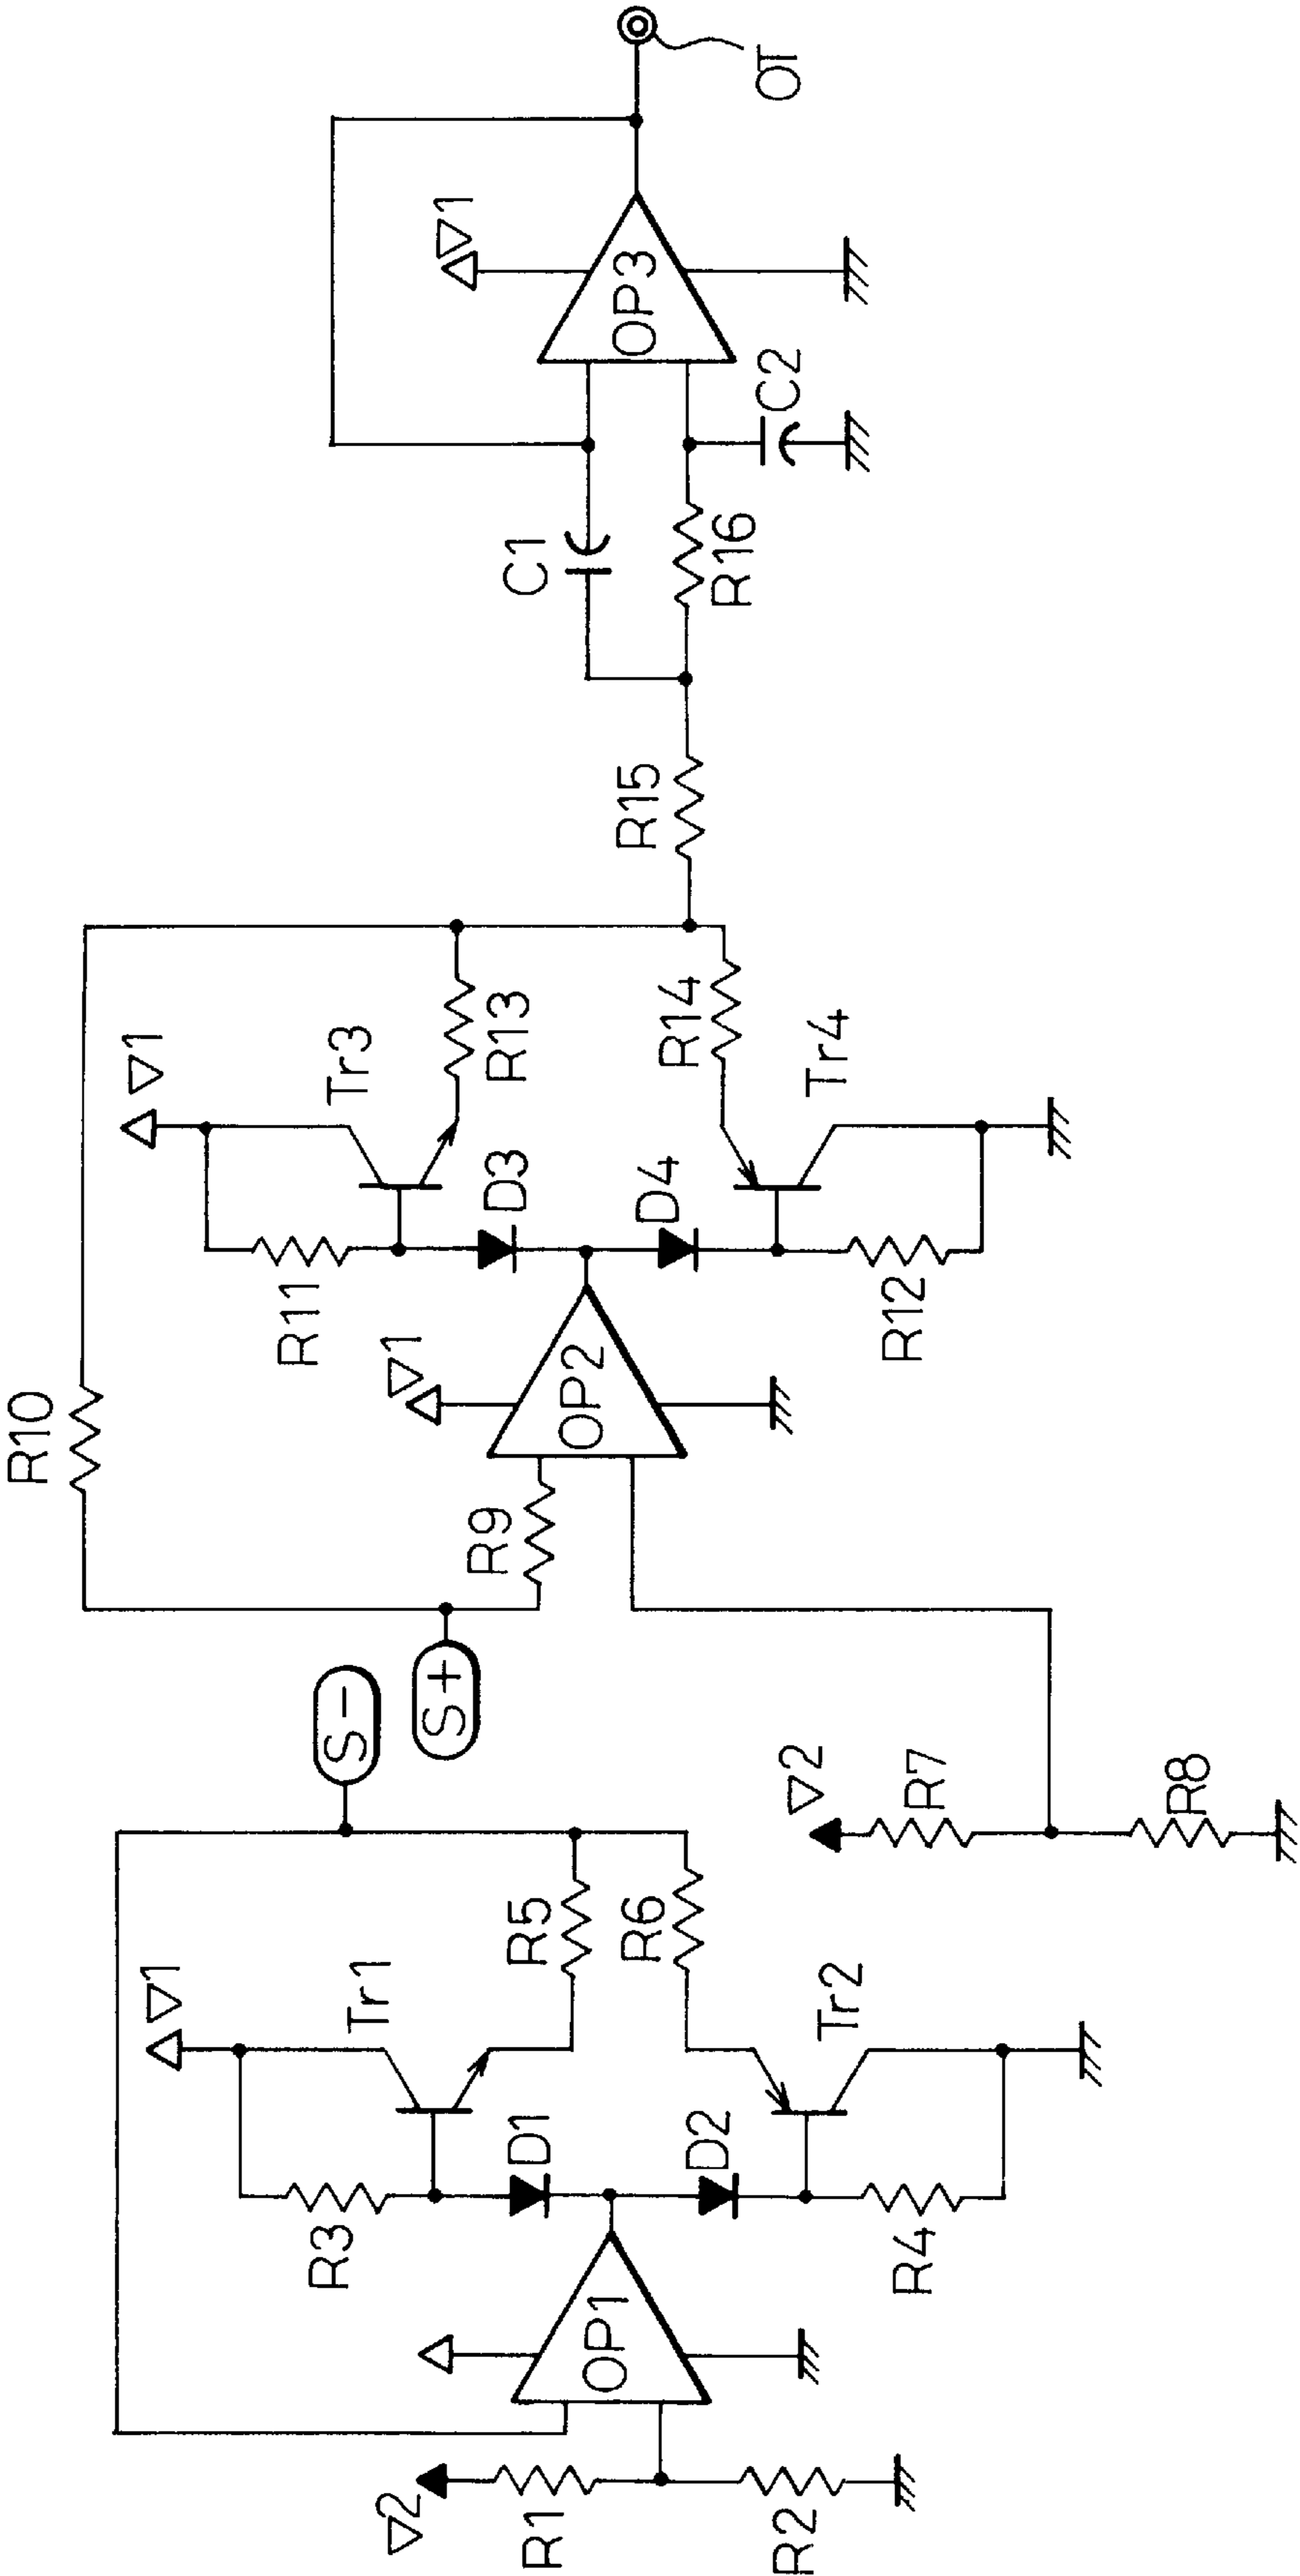 ▽2
R1
R2
OP1
R3
D1
D2
R4
▽1
Tr1
Tr2
R5
R6
S-
S+
▽2
R7
R8
R9
R10
OP2
▽1
R11
D3
D4
R12
▽1
Tr3
Tr4
R13
R14
R15
C1
R16
C2
OP3
▽1
OT